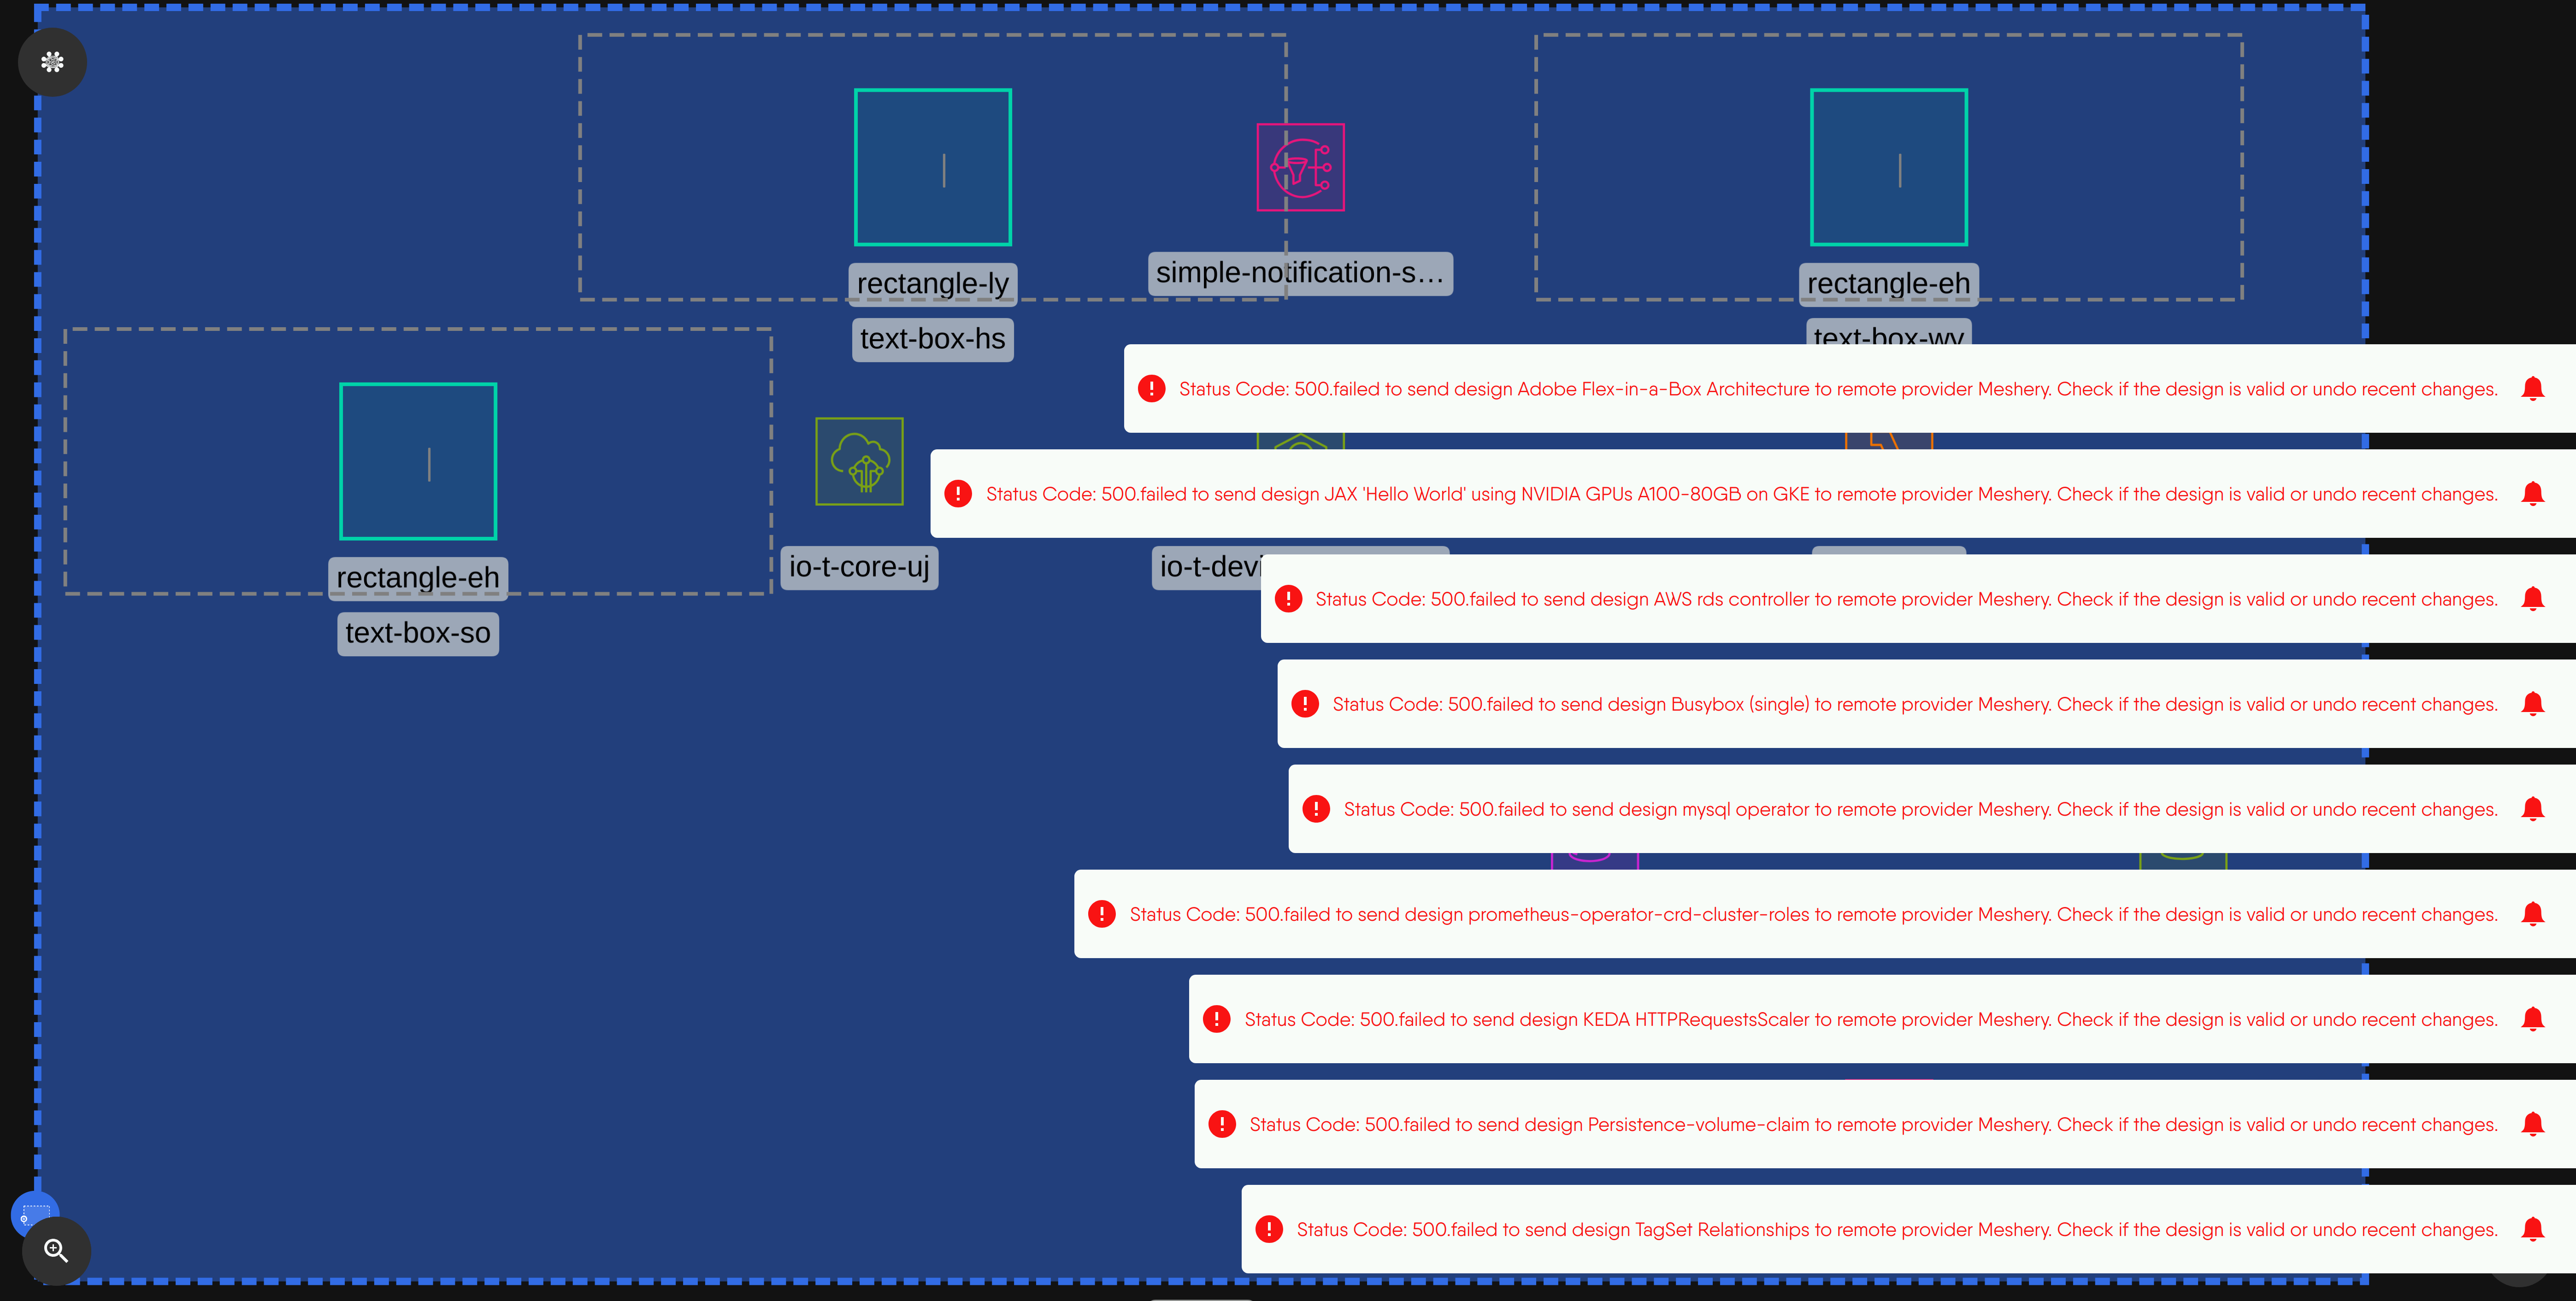 rectangle-ly
simple-notification-s...
rectangle-eh
text-box-hs
text-box-wv
Status Code: 500.failed to send design Adobe Flex-in-a-Box Architecture to remote provider Meshery. Check if the design is valid or undo recent changes.
Status Code: 500.failed to send design JAX 'Hello World' using NVIDIA GPUs A100-80GB on GKE to remote provider Meshery. Check if the design is valid or undo recent changes.
io-t-core-uj
io-t-devi
rectangle-eh
Status Code: 500.failed to send design AWS rds controller to remote provider Meshery. Check if the design is valid or undo recent changes.
text-box-so
Status Code: 500.failed to send design Busybox (single) to remote provider Meshery. Check if the design is valid or undo recent changes.
Status Code: 500.failed to send design mysql operator to remote provider Meshery. Check if the design is valid or undo recent changes.
Status Code: 500.failed to send design prometheus-operator-crd-cluster-roles to remote provider Meshery. Check if the design is valid or undo recent changes.
Status Code: 500.failed to send design KEDA HTTPRequestsScaler to remote provider Meshery. Check if the design is valid or undo recent changes.
Status Code: 500.failed to send design Persistence-volume-claim to remote provider Meshery. Check if the design is valid or undo recent changes.
Status Code: 500.failed to send design TagSet Relationships to remote provider Meshery. Check if the design is valid or undo recent changes.